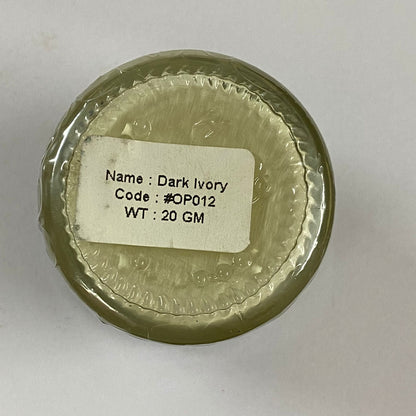 Name : Dark Ivory
Code : #OP012
WT : 20 GM